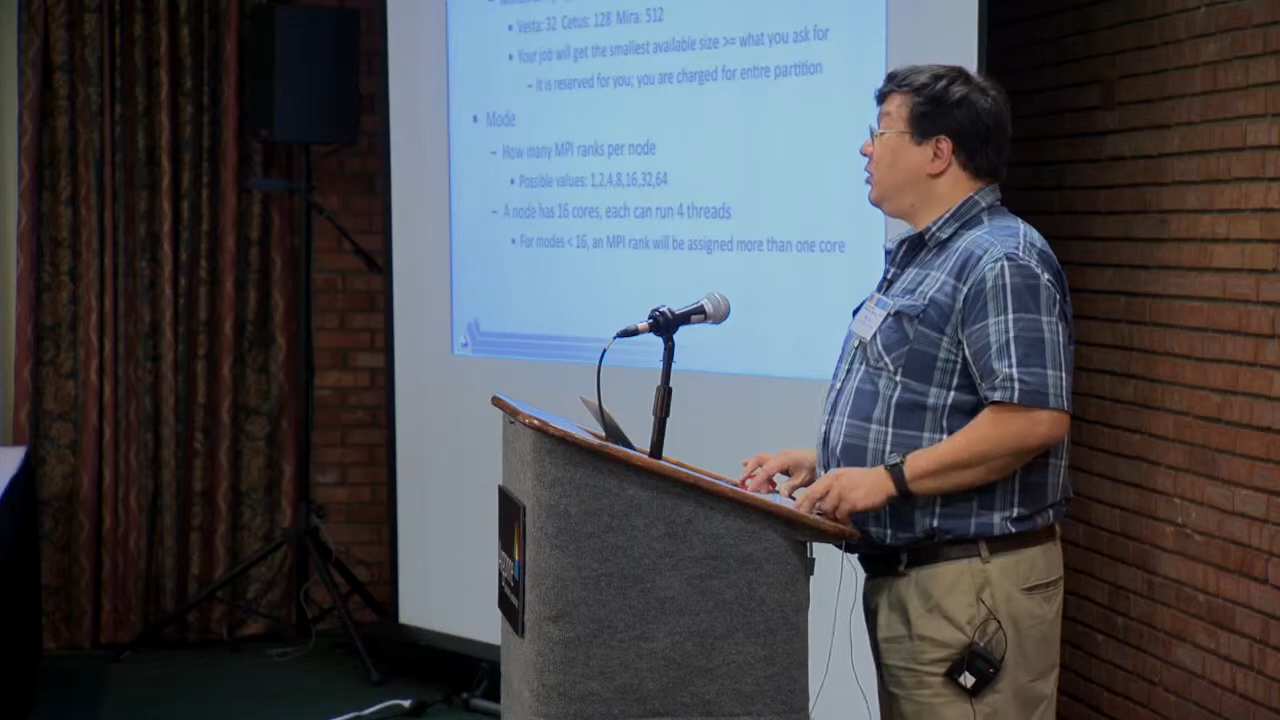 • Vesta: 32 Cetus: 128 Mira: 512
• Your job will get the smallest available size >= what you ask for
– It is reserved for you; you are charged for entire partition
• Mode
– How many MPI ranks per node
• Possible values: 1,2,4,8,16,32,64
– A node has 16 cores, each can run 4 threads
• For modes < 16, an MPI rank will be assigned more than one core